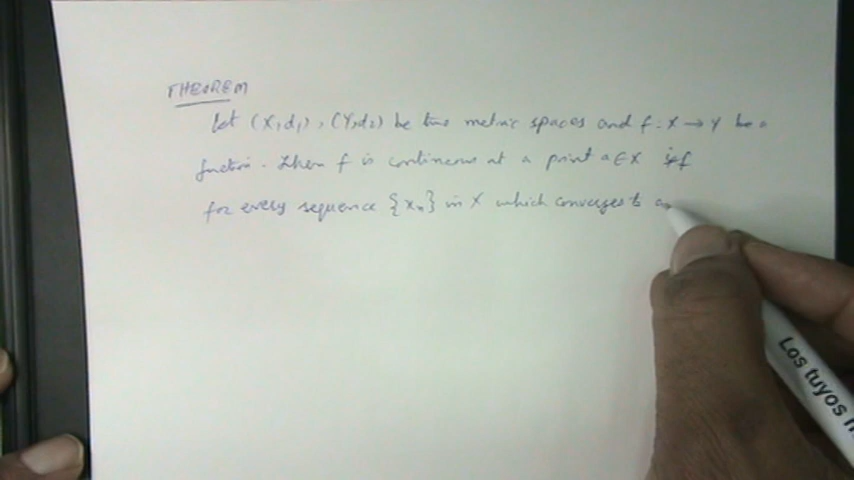 THEOREM
Let (X, d₁), (Y, d₂) be two metric spaces and f: X → Y be a
function. Then f is continuous at a point a ∈ X iff
for every sequence {xₙ} in X which converges to a
Los tuyos